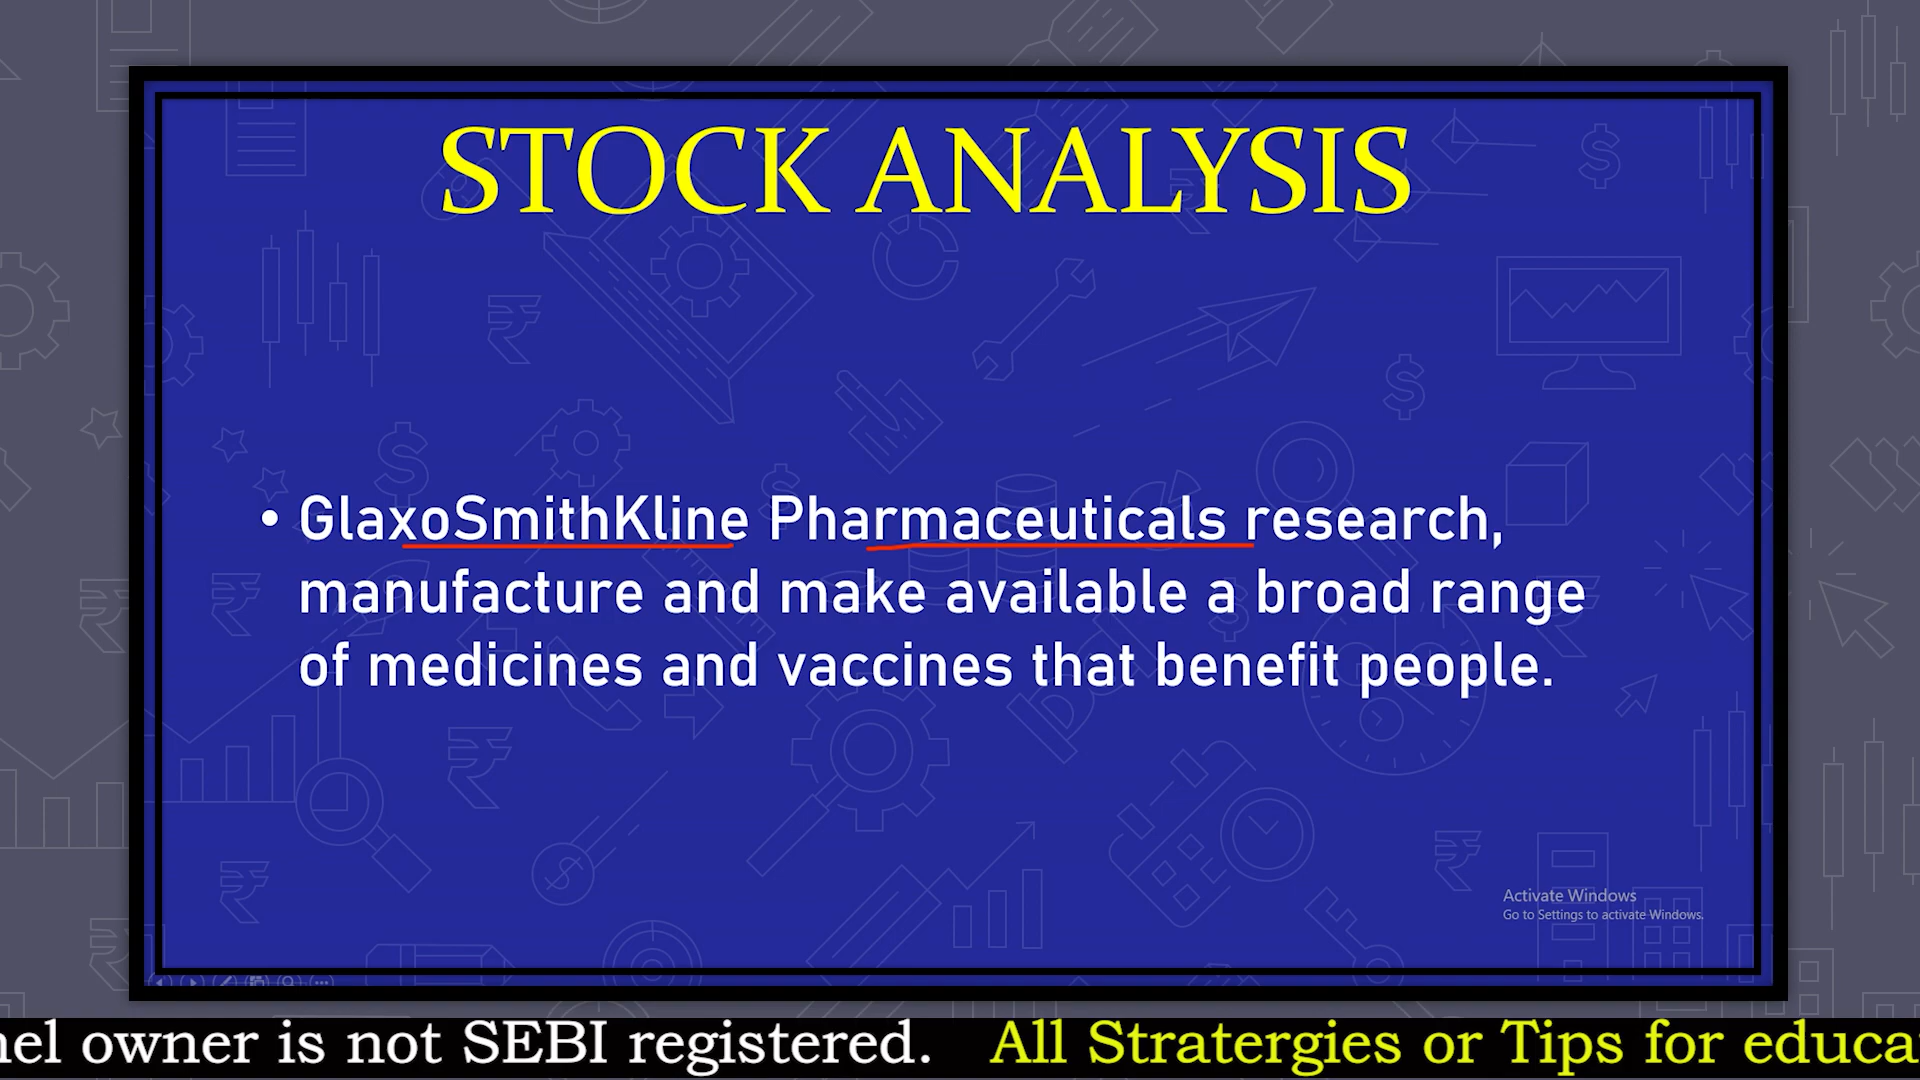 STOCK ANALYSIS
• GlaxoSmithKline Pharmaceuticals research,
manufacture and make available a broad range
of medicines and vaccines that benefit people.
Activate Windows
Go to Settings to activate Windows.
nel owner is not SEBI registered. All Stratergies or Tips for educa